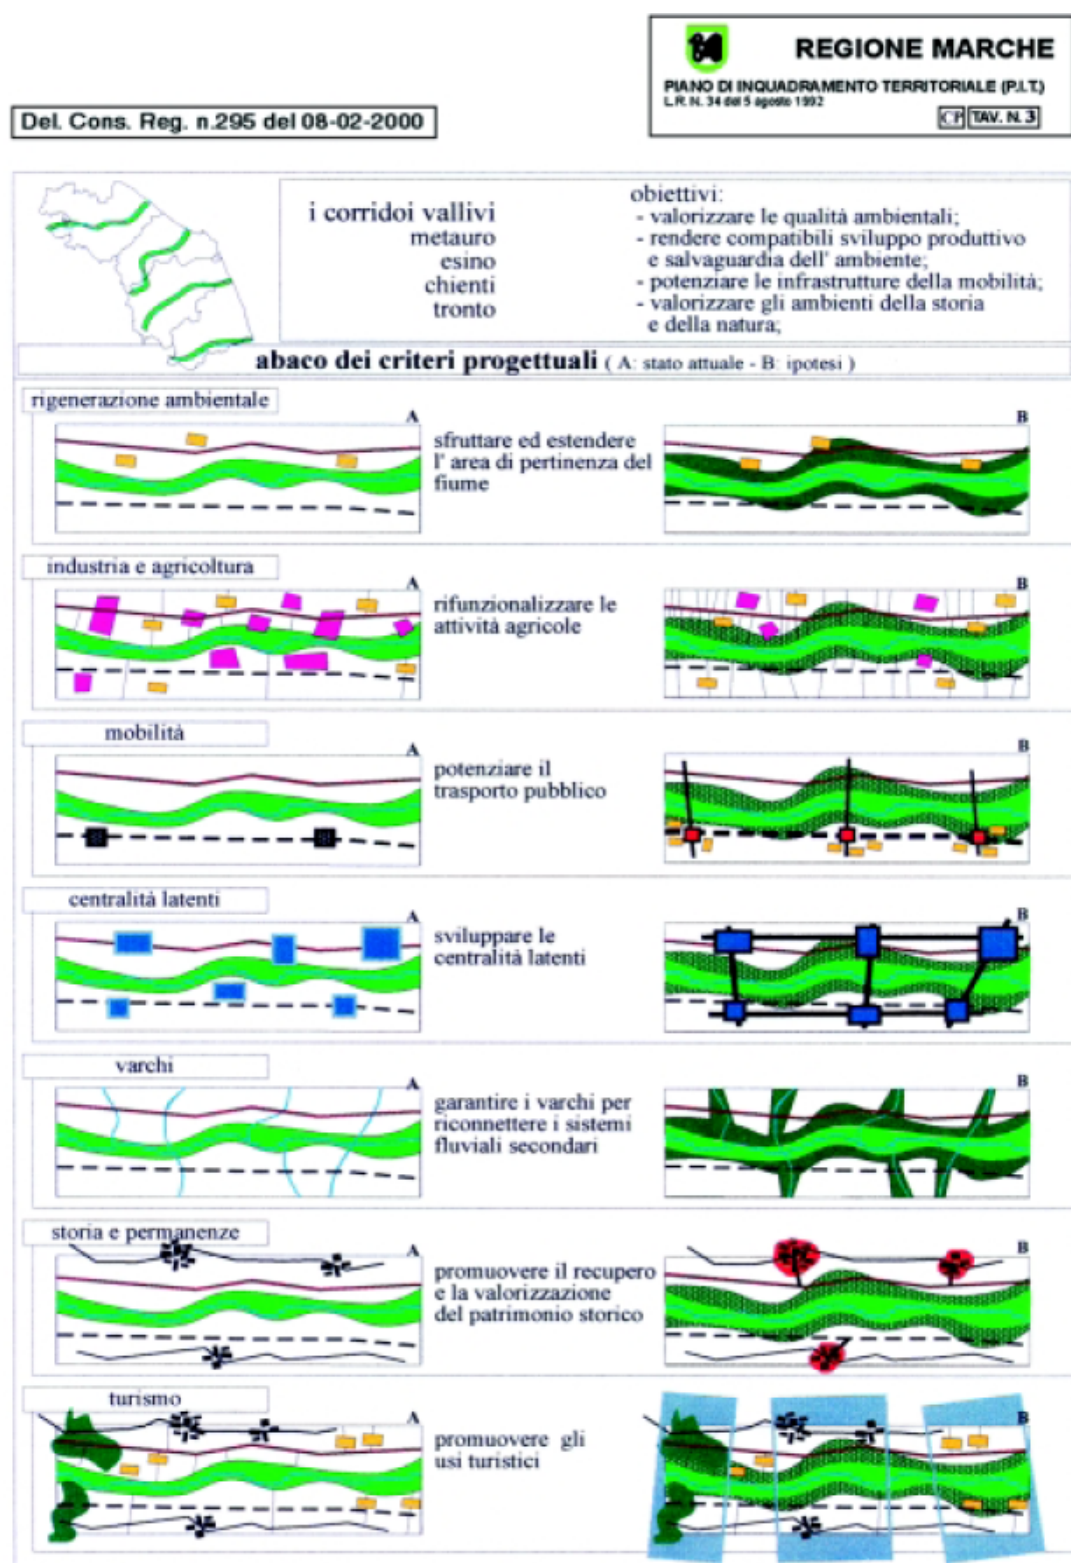 REGIONE MARCHE
PIANO DI INQUADRAMENTO TERRITORIALE (P.I.T.)
L.R. N. 34 del 5 agosto 1992
CP TAV. N. 3
Del. Cons. Reg. n.295 del 08-02-2000
i corridoi vallivi
metauro
esino
chienti
tronto
obiettivi:
- valorizzare le qualità ambientali;
- rendere compatibili sviluppo produttivo
e salvaguardia dell' ambiente;
- potenziare le infrastrutture della mobilità;
- valorizzare gli ambienti della storia
e della natura;
abaco dei criteri progettuali ( A: stato attuale - B: ipotesi )
rigenerazione ambientale
A
sfruttare ed estendere
l' area di pertinenza del
fiume
B
industria e agricoltura
A
rifunzionalizzare le
attività agricole
B
mobilità
A
potenziare il
trasporto pubblico
B
centralità latenti
A
sviluppare le
centralità latenti
B
varchi
A
garantire i varchi per
riconnettere i sistemi
fluviali secondari
B
storia e permanenze
A
promuovere il recupero
e la valorizzazione
del patrimonio storico
B
turismo
A
promuovere gli
usi turistici
B